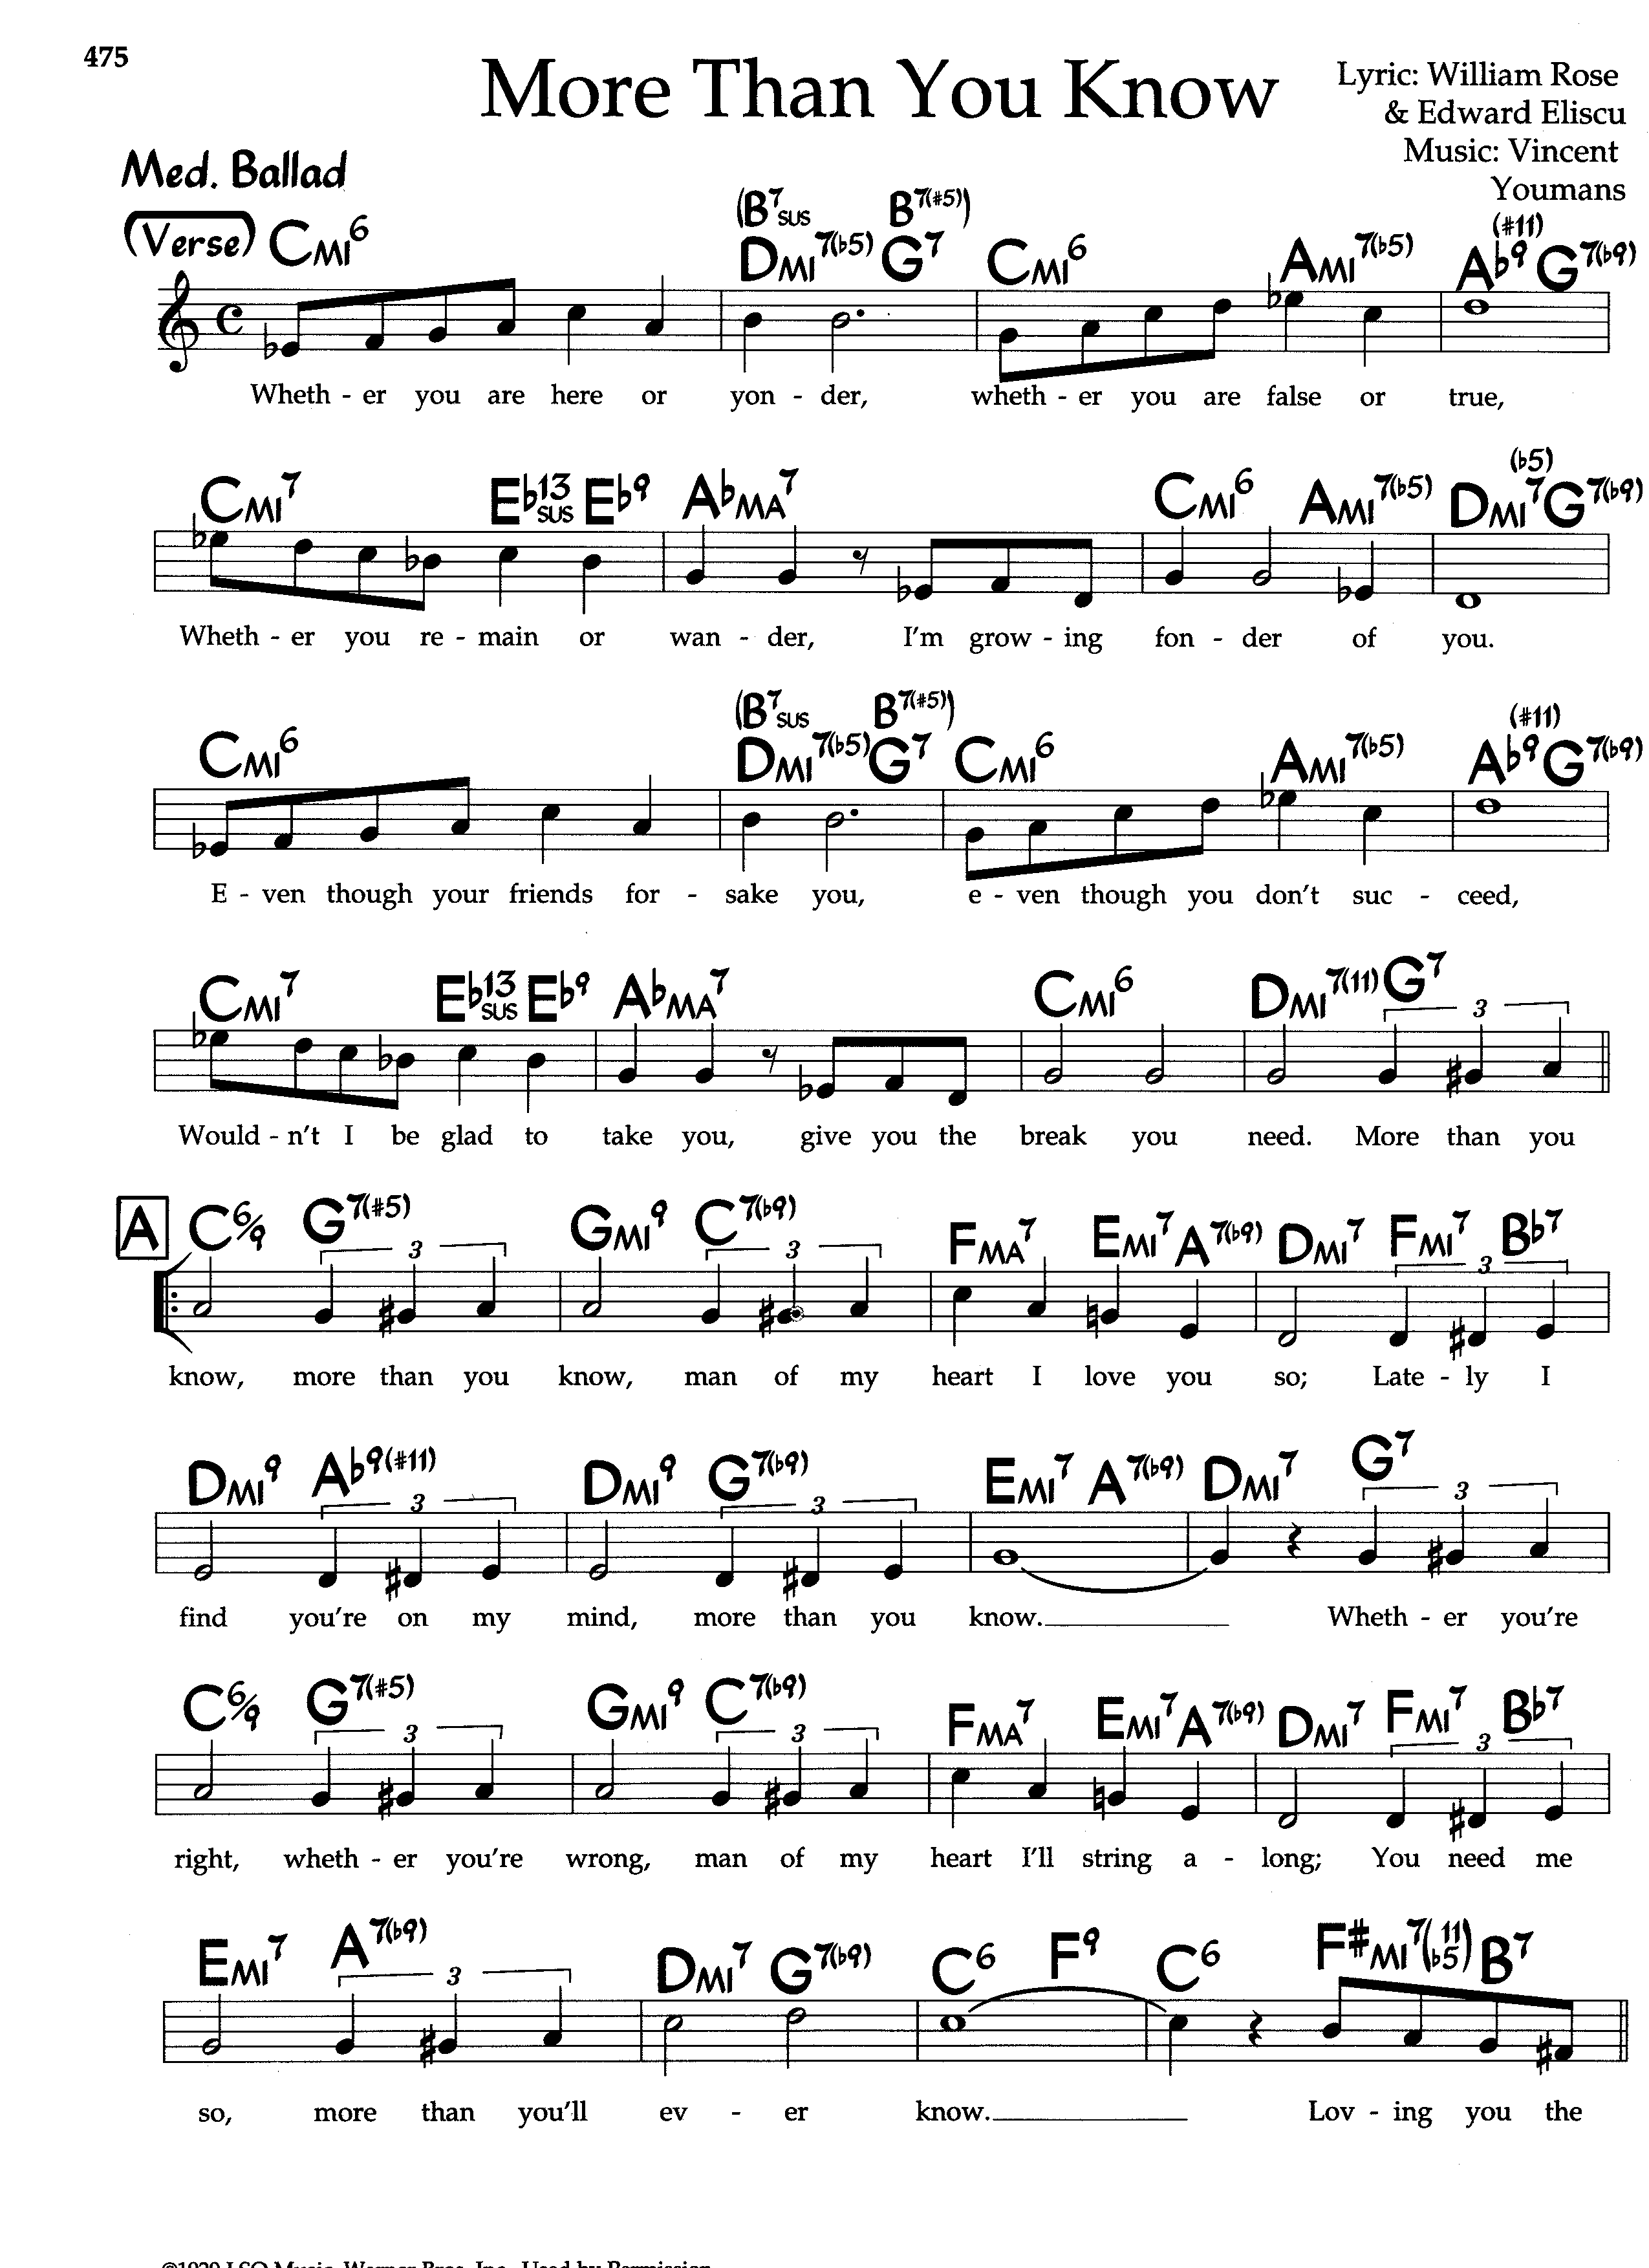 475
More Than You Know
Lyric: William Rose
& Edward Eliscu
Music: Vincent
Youmans
Med. Ballad
(Verse) CMI6 (B7SUS B7(#5)) DMI7(b5) G7 CMI6 AMI7(b5) Ab9(#11) G7(b9)
Wheth - er you are here or yon - der, wheth - er you are false or true,
CMI7 Eb13SUS Eb9 AbMA7 CMI6 AMI7(b5) DMI7(b5) G7(b9)
Wheth - er you re - main or wan - der, I'm grow - ing fon - der of you.
CMI6 (B7SUS B7(#5)) DMI7(b5) G7 CMI6 AMI7(b5) Ab9(#11) G7(b9)
E - ven though your friends for - sake you, e - ven though you don't suc - ceed,
CMI7 Eb13SUS Eb9 AbMA7 CMI6 DMI7(11) G7
3
Would - n't I be glad to take you, give you the break you need. More than you
A C6/9 G7(#5) GMI9 C7(b9) FMA7 EMI7 A7(b9) DMI7 FMI7 Bb7
3 3 3
know, more than you know, man of my heart I love you so; Late - ly I
DMI9 Ab9(#11) DMI9 G7(b9) EMI7 A7(b9) DMI7 G7
3 3 3
find you're on my mind, more than you know. Wheth - er you're
C6/9 G7(#5) GMI9 C7(b9) FMA7 EMI7 A7(b9) DMI7 FMI7 Bb7
3 3 3
right, wheth - er you're wrong, man of my heart I'll string a - long; You need me
EMI7 A7(b9) DMI7 G7(b9) C6 F9 C6 F#MI7(11 b5) B7
3
so, more than you'll ev - er know. Lov - ing you the